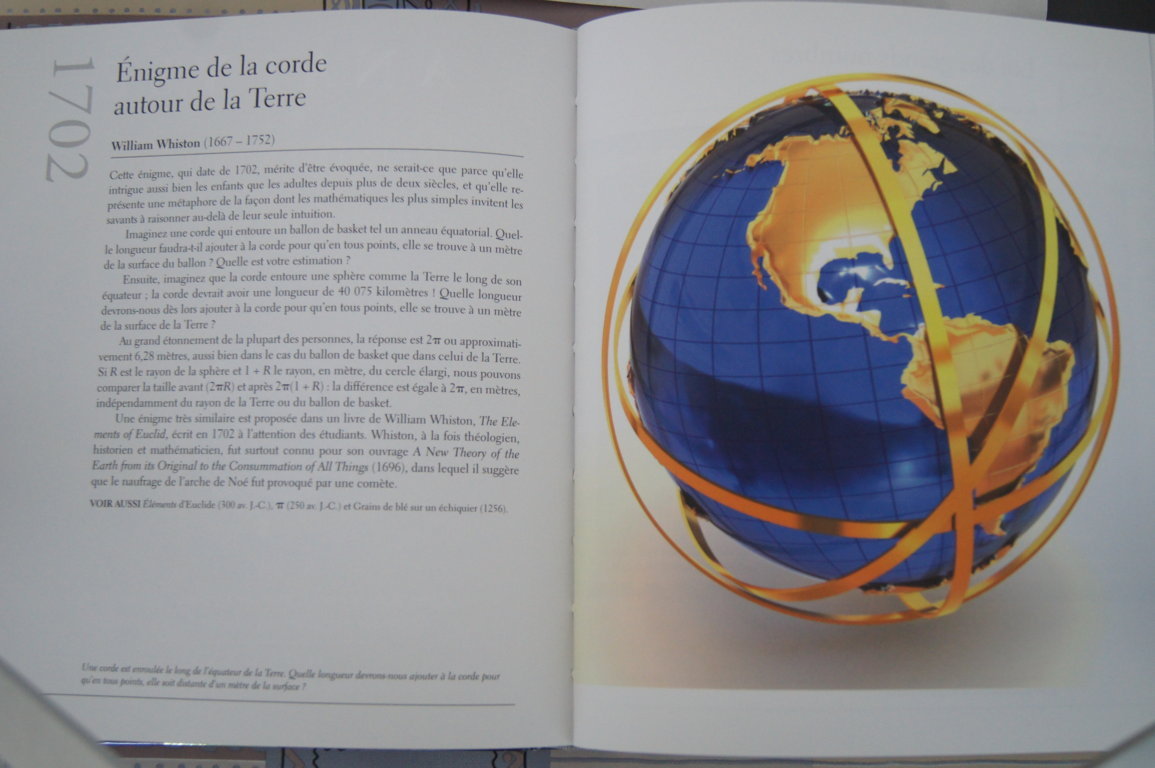 1702
Énigme de la corde
autour de la Terre
William Whiston (1667 – 1752)
Cette énigme, qui date de 1702, mérite d'être évoquée, ne serait-ce que parce qu'elle
intrigue aussi bien les enfants que les adultes depuis plus de deux siècles, et qu'elle re-
présente une métaphore de la façon dont les mathématiques les plus simples invitent les
savants à raisonner au-delà de leur seule intuition.
Imaginez une corde qui entoure un ballon de basket tel un anneau équatorial. Quel-
le longueur faudra-t-il ajouter à la corde pour qu'en tous points, elle se trouve à un mètre
de la surface du ballon ? Quelle est votre estimation ?
Ensuite, imaginez que la corde entoure une sphère comme la Terre le long de son
équateur ; la corde devrait avoir une longueur de 40 075 kilomètres ! Quelle longueur
devrons-nous dès lors ajouter à la corde pour qu'en tous points, elle se trouve à un mètre
de la surface de la Terre ?
Au grand étonnement de la plupart des personnes, la réponse est 2π ou approximati-
vement 6,28 mètres, aussi bien dans le cas du ballon de basket que dans celui de la Terre.
Si R est le rayon de la sphère et 1 + R le rayon, en mètre, du cercle élargi, nous pouvons
comparer la taille avant (2πR) et après 2π(1 + R) : la différence est égale à 2π, en mètres,
indépendamment du rayon de la Terre ou du ballon de basket.
Une énigme très similaire est proposée dans un livre de William Whiston, The Ele-
ments of Euclid, écrit en 1702 à l'attention des étudiants. Whiston, à la fois théologien,
historien et mathématicien, fut surtout connu pour son ouvrage A New Theory of the
Earth from its Original to the Consummation of All Things (1696), dans lequel il suggère
que le naufrage de l'arche de Noé fut provoqué par une comète.
VOIR AUSSI Éléments d'Euclide (300 av. J.-C.), π (250 av. J.-C.) et Grains de blé sur un échiquier (1256).
Une corde est enroulée le long de l'équateur de la Terre. Quelle longueur devrons-nous ajouter à la corde pour
qu'en tous points, elle soit distante d'un mètre de la surface ?